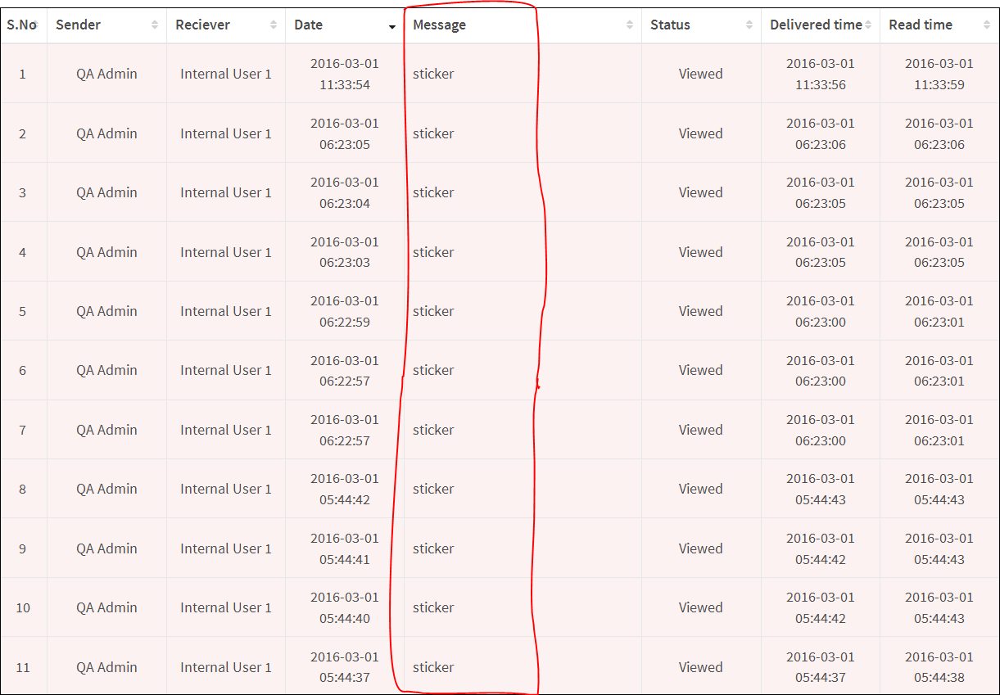 S.No Sender Reciever Date Message Status Delivered time Read time
1 QA Admin Internal User 1 2016-03-01 11:33:54 sticker Viewed 2016-03-01 11:33:56 2016-03-01 11:33:59
2 QA Admin Internal User 1 2016-03-01 06:23:05 sticker Viewed 2016-03-01 06:23:06 2016-03-01 06:23:06
3 QA Admin Internal User 1 2016-03-01 06:23:04 sticker Viewed 2016-03-01 06:23:05 2016-03-01 06:23:05
4 QA Admin Internal User 1 2016-03-01 06:23:03 sticker Viewed 2016-03-01 06:23:05 2016-03-01 06:23:05
5 QA Admin Internal User 1 2016-03-01 06:22:59 sticker Viewed 2016-03-01 06:23:00 2016-03-01 06:23:01
6 QA Admin Internal User 1 2016-03-01 06:22:57 sticker Viewed 2016-03-01 06:23:00 2016-03-01 06:23:01
7 QA Admin Internal User 1 2016-03-01 06:22:57 sticker Viewed 2016-03-01 06:23:00 2016-03-01 06:23:01
8 QA Admin Internal User 1 2016-03-01 05:44:42 sticker Viewed 2016-03-01 05:44:43 2016-03-01 05:44:43
9 QA Admin Internal User 1 2016-03-01 05:44:41 sticker Viewed 2016-03-01 05:44:42 2016-03-01 05:44:43
10 QA Admin Internal User 1 2016-03-01 05:44:40 sticker Viewed 2016-03-01 05:44:42 2016-03-01 05:44:43
11 QA Admin Internal User 1 2016-03-01 05:44:37 sticker Viewed 2016-03-01 05:44:37 2016-03-01 05:44:38